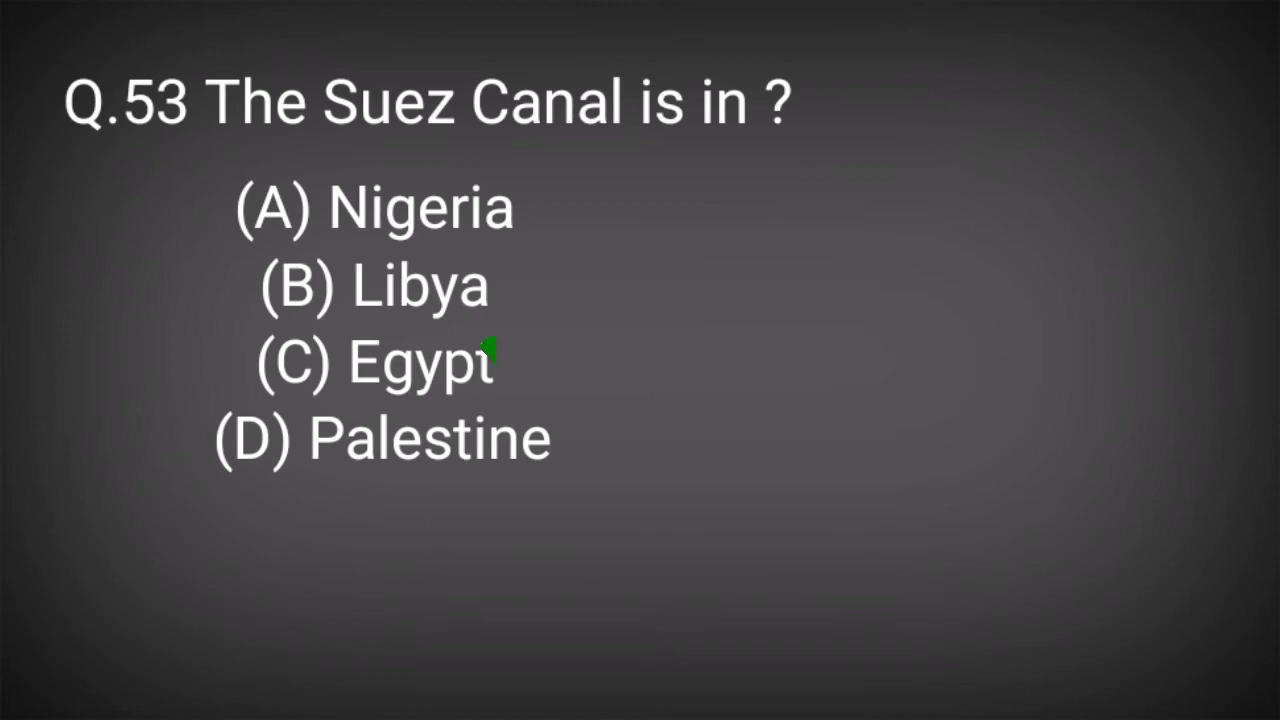 Q.53 The Suez Canal is in ?
(A) Nigeria
(B) Libya
(C) Egypt
(D) Palestine